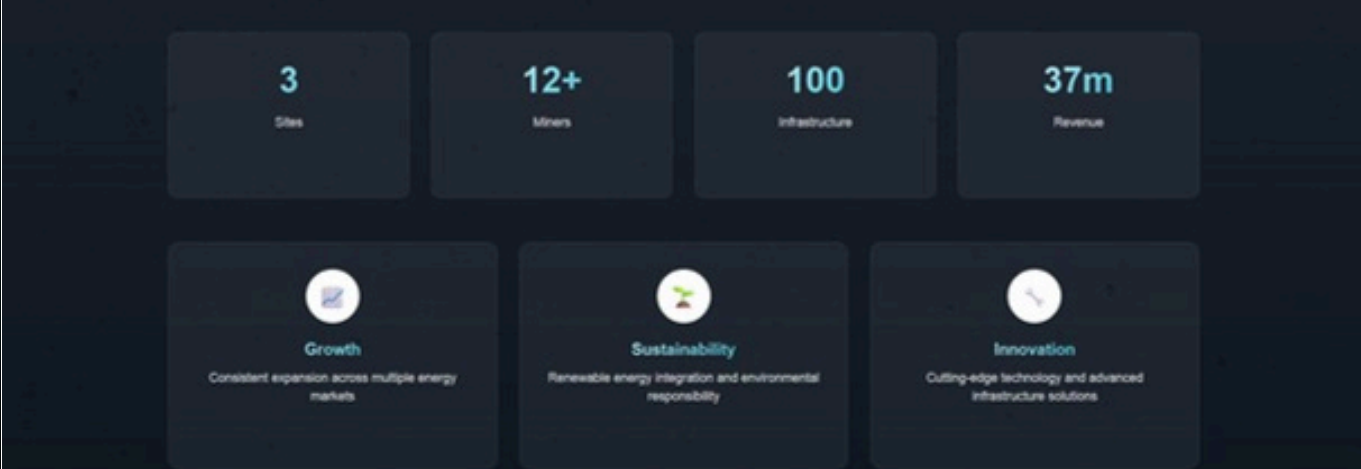 3
Sites
12+
Miners
100
Infrastructure
37m
Revenue
Growth
Consistent expansion across multiple energy
markets
Sustainability
Renewable energy integration and environmental
responsibility
Innovation
Cutting-edge technology and advanced
infrastructure solutions